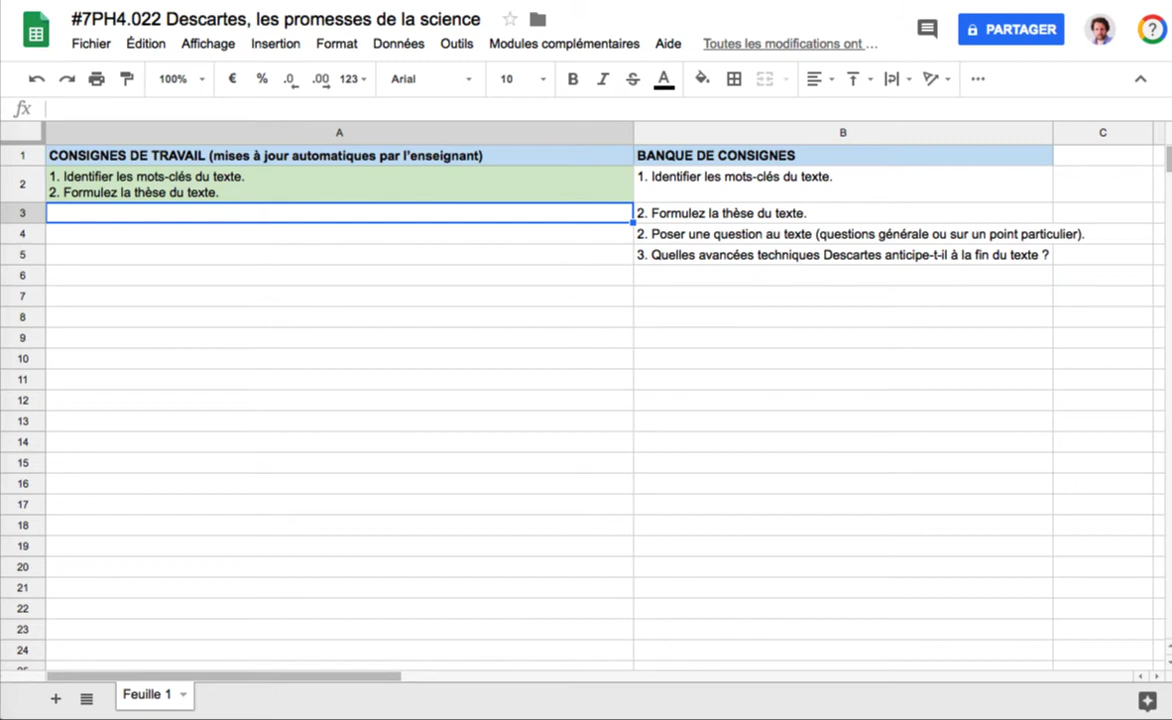 #7PH4.022 Descartes, les promesses de la science
Fichier Édition Affichage Insertion Format Données Outils Modules complémentaires Aide Toutes les modifications ont ...
PARTAGER
?
100% € % .0 .00 123 Arial 10 B I S A ...
fx
A B C
1 CONSIGNES DE TRAVAIL (mises à jour automatiques par l'enseignant) BANQUE DE CONSIGNES
2 1. Identifier les mots-clés du texte. 1. Identifier les mots-clés du texte.
2. Formulez la thèse du texte.
3 2. Formulez la thèse du texte.
4 2. Poser une question au texte (questions générale ou sur un point particulier).
5 3. Quelles avancées techniques Descartes anticipe-t-il à la fin du texte ?
6
7
8
9
10
11
12
13
14
15
16
17
18
19
20
21
22
23
24
Feuille 1